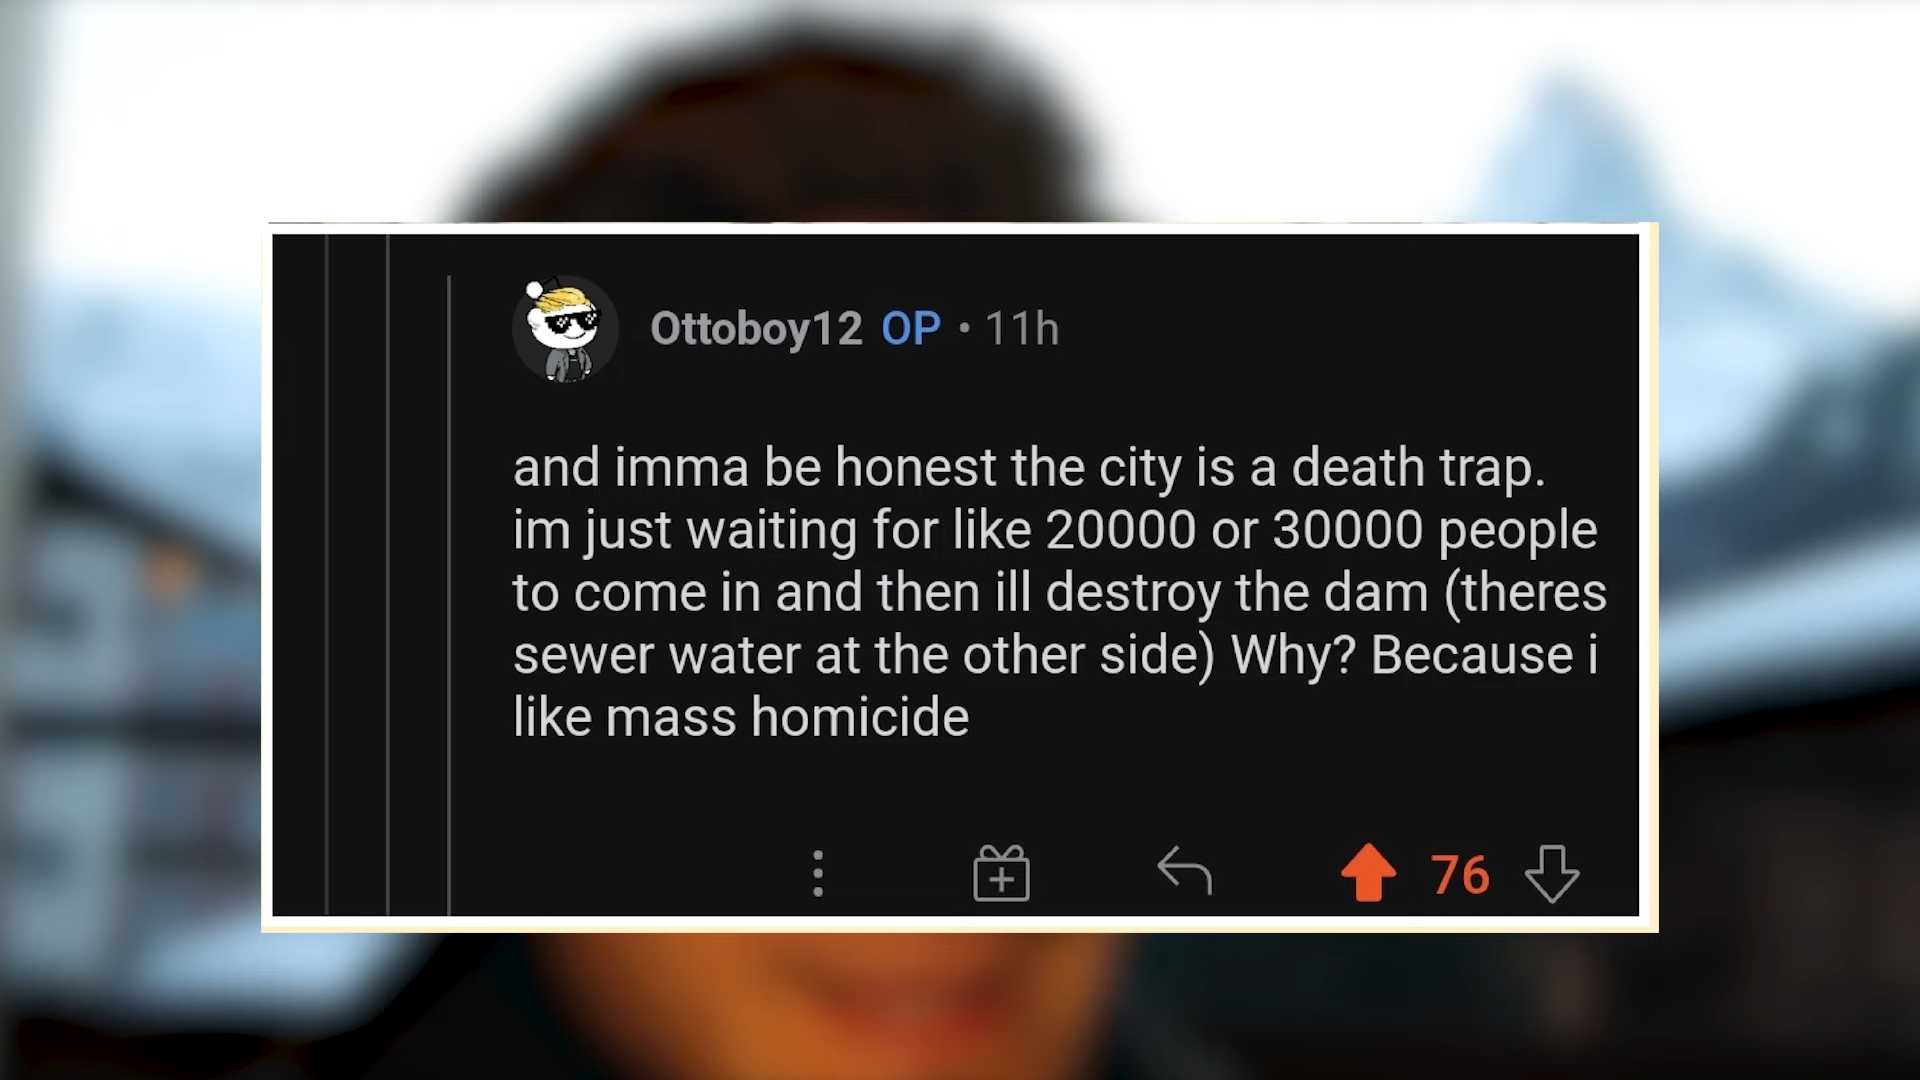 Ottoboy12 OP • 11h
and imma be honest the city is a death trap.
im just waiting for like 20000 or 30000 people
to come in and then ill destroy the dam (theres
sewer water at the other side) Why? Because i
like mass homicide
76